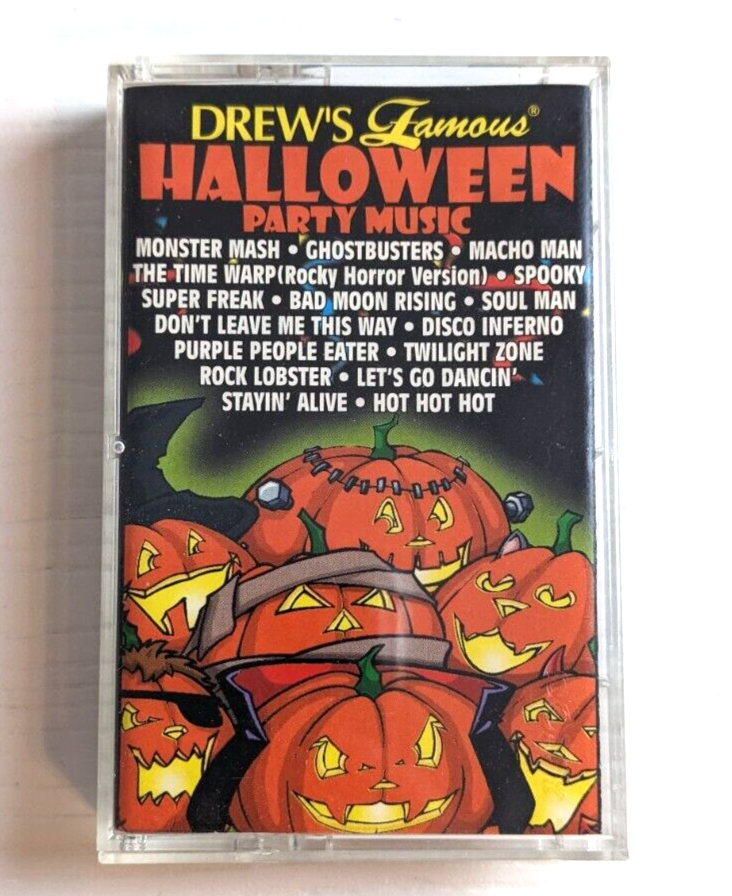 DREW'S Famous®
HALLOWEEN
PARTY MUSIC
MONSTER MASH • GHOSTBUSTERS • MACHO MAN
THE TIME WARP(Rocky Horror Version) • SPOOKY
SUPER FREAK • BAD MOON RISING • SOUL MAN
DON'T LEAVE ME THIS WAY • DISCO INFERNO
PURPLE PEOPLE EATER • TWILIGHT ZONE
ROCK LOBSTER • LET'S GO DANCIN'
STAYIN' ALIVE • HOT HOT HOT